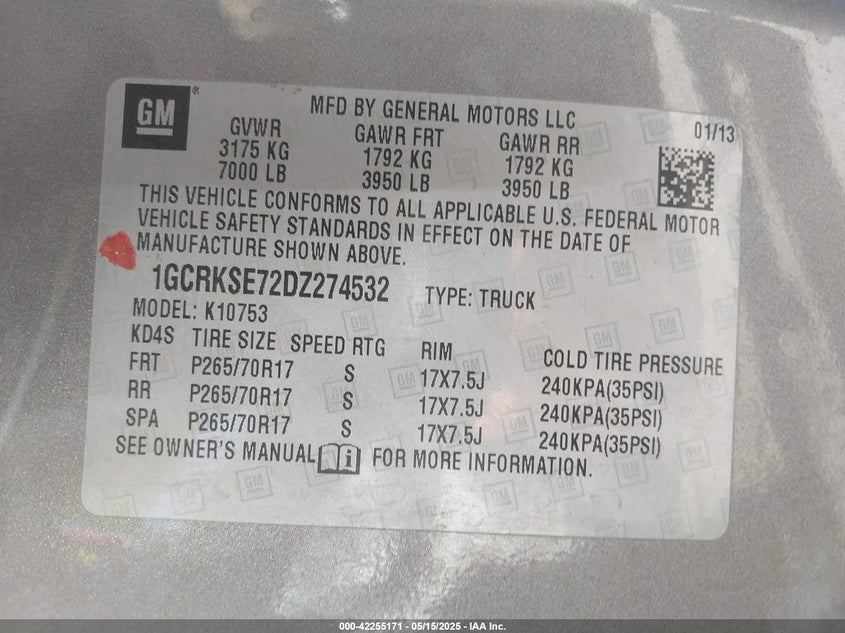 GM
MFD BY GENERAL MOTORS LLC
01/13
GVWR GAWR FRT GAWR RR
3175 KG 1792 KG 1792 KG
7000 LB 3950 LB 3950 LB
THIS VEHICLE CONFORMS TO ALL APPLICABLE U.S. FEDERAL MOTOR
VEHICLE SAFETY STANDARDS IN EFFECT ON THE DATE OF
MANUFACTURE SHOWN ABOVE.
1GCRKSE72DZ274532 TYPE: TRUCK
MODEL: K10753
KD4S TIRE SIZE SPEED RTG RIM COLD TIRE PRESSURE
FRT P265/70R17 S 17X7.5J 240KPA(35PSI)
RR P265/70R17 S 17X7.5J 240KPA(35PSI)
SPA P265/70R17 S 17X7.5J 240KPA(35PSI)
SEE OWNER'S MANUAL i FOR MORE INFORMATION.
000-42255171 - 05/15/2025 - IAA Inc.